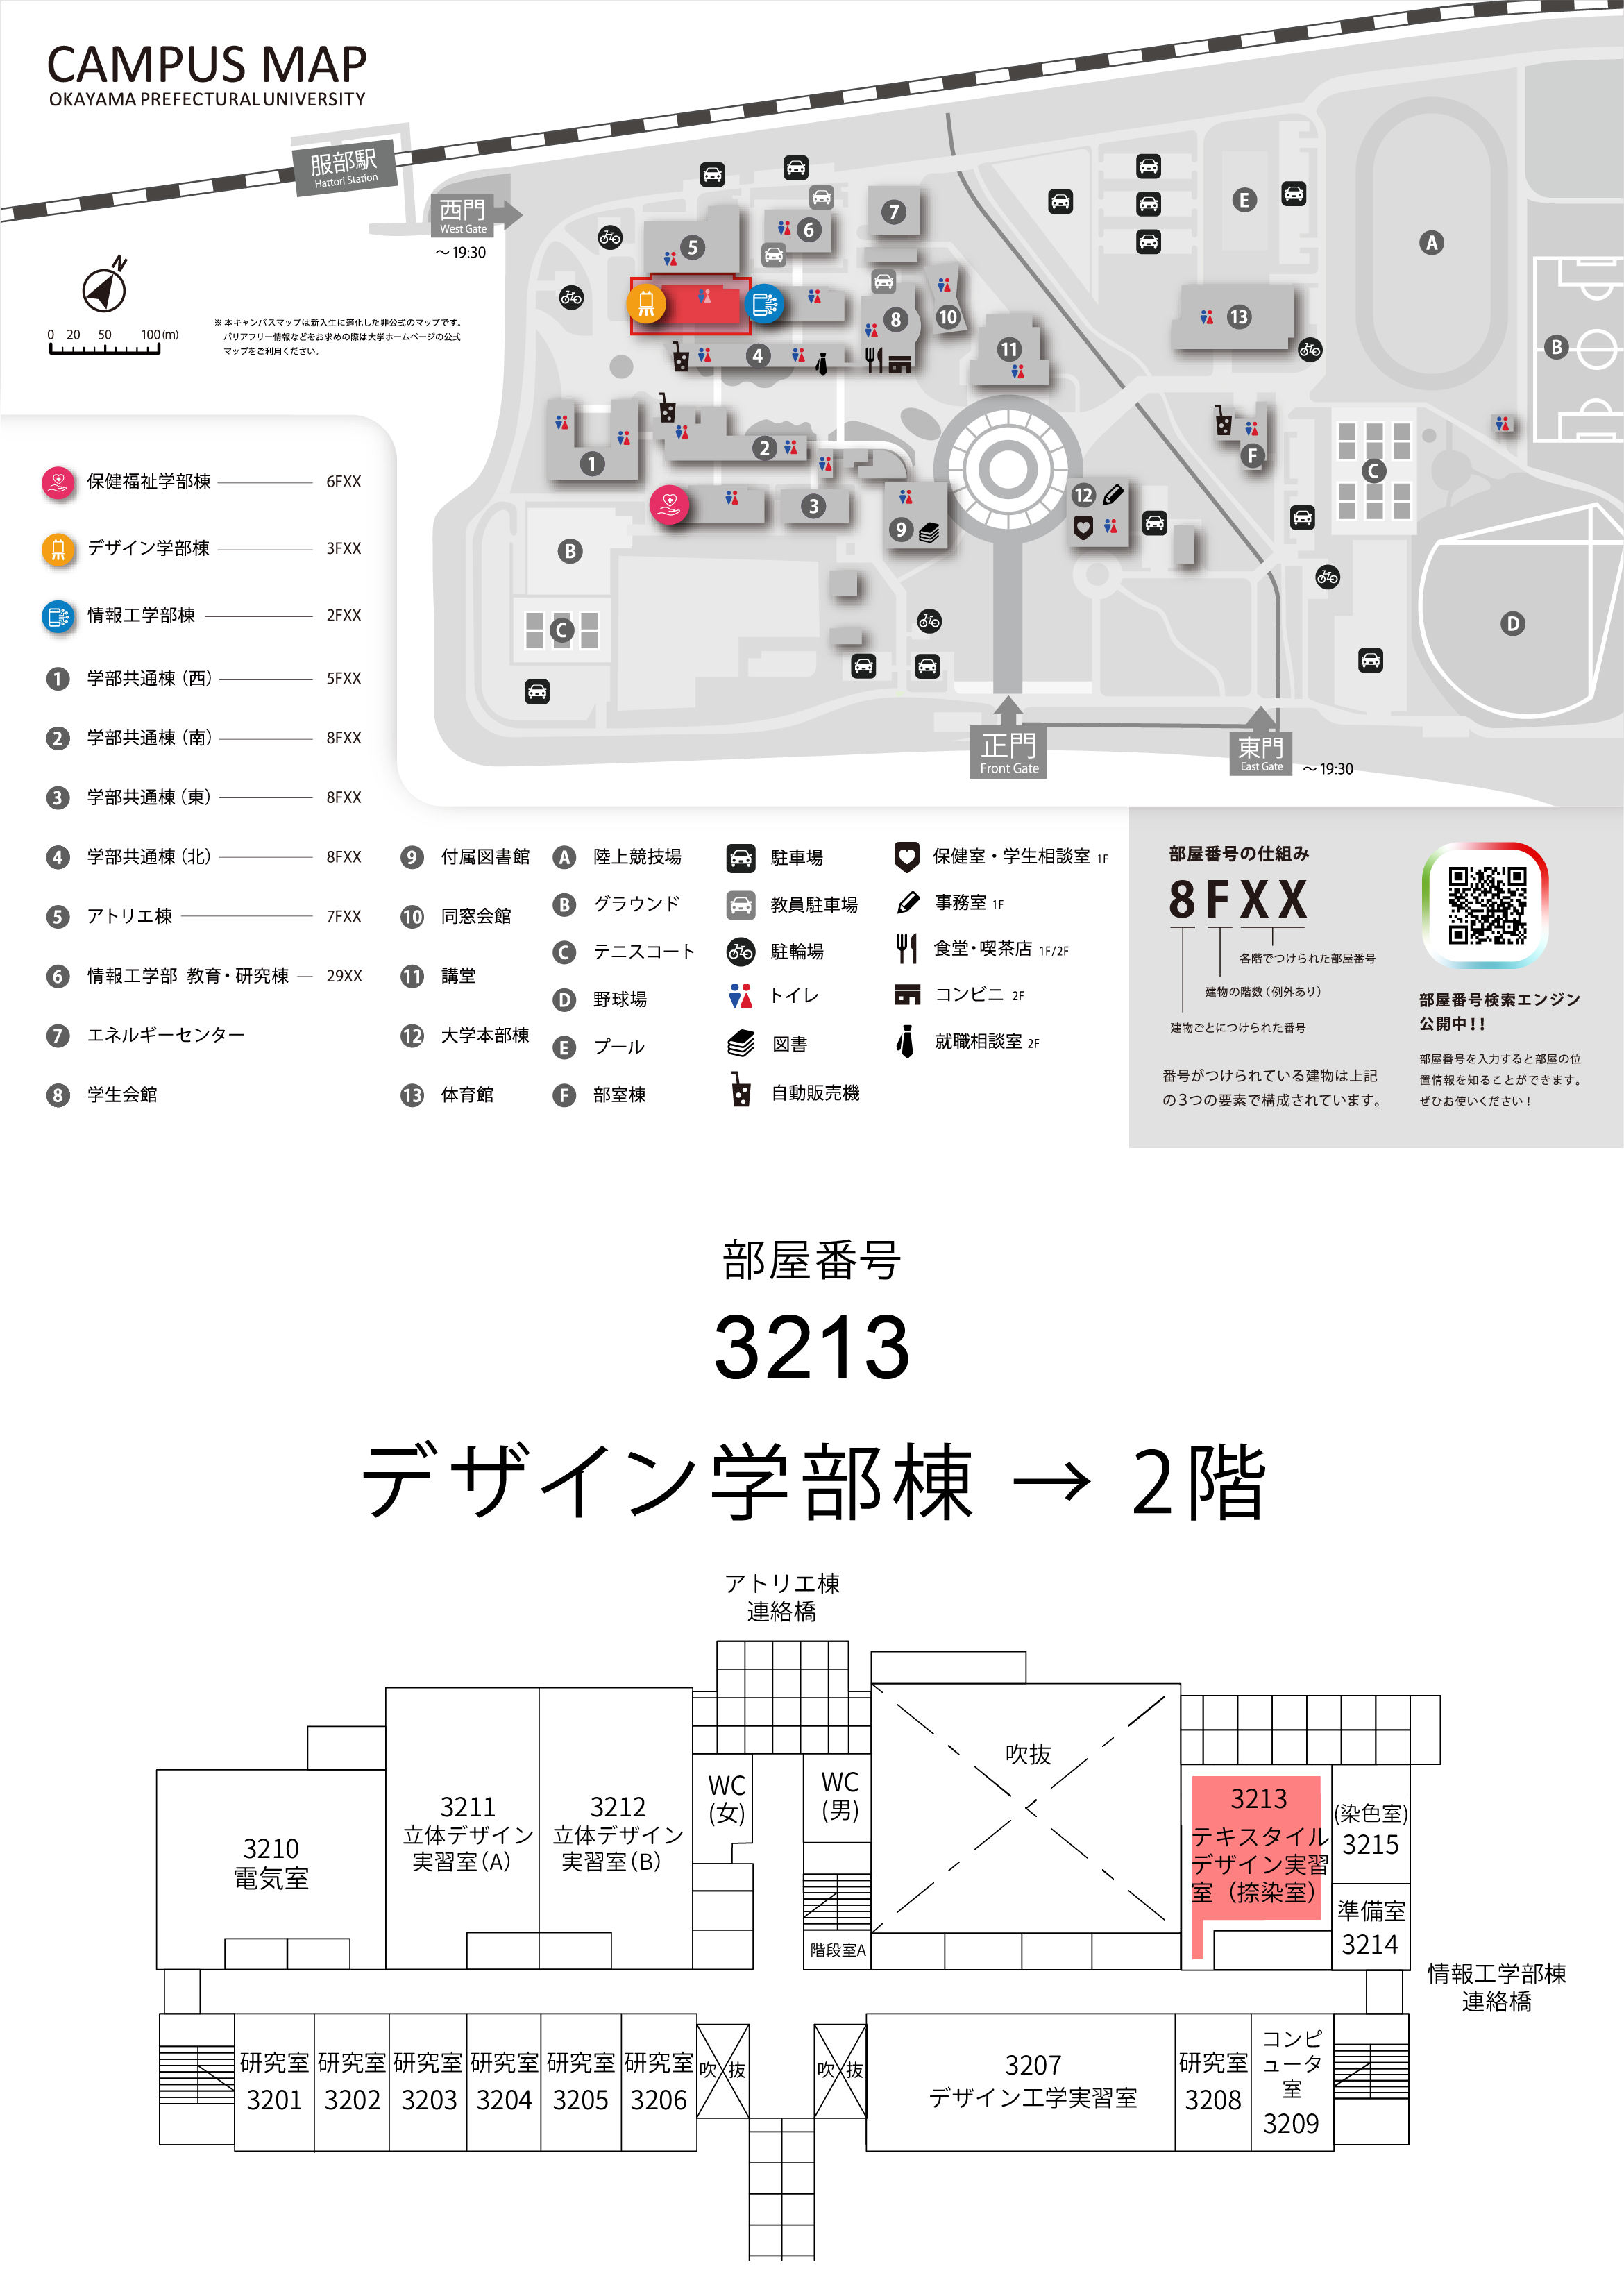 CAMPUS MAP
OKAYAMA PREFECTURAL UNIVERSITY
服部駅
Hattori Station
西門
West Gate
～19:30
N
0 20 50 100(m)
※ 本キャンパスマップは新入生に適化した非公式のマップです。
バリアフリー情報などをお求めの際は大学ホームページの公式
マップをご利用ください。
5
6
7
8
10
4
11
13
1
2
3
9
12
A
B
C
D
E
F
B
C
正門
Front Gate
東門
East Gate
～19:30
保健福祉学部棟 6FXX
デザイン学部棟 3FXX
情報工学部棟 2FXX
1 学部共通棟（西） 5FXX
2 学部共通棟（南） 8FXX
3 学部共通棟（東） 8FXX
4 学部共通棟（北） 8FXX
5 アトリエ棟 7FXX
6 情報工学部 教育・研究棟 29XX
7 エネルギーセンター
8 学生会館
9 付属図書館
10 同窓会館
11 講堂
12 大学本部棟
13 体育館
A 陸上競技場
B グラウンド
C テニスコート
D 野球場
E プール
F 部室棟
駐車場
教員駐車場
駐輪場
トイレ
図書
自動販売機
保健室・学生相談室 1F
事務室 1F
食堂・喫茶店 1F/2F
コンビニ 2F
就職相談室 2F
部屋番号の仕組み
8FXX
各階でつけられた部屋番号
建物の階数（例外あり）
建物ごとにつけられた番号
番号がつけられている建物は上記
の3つの要素で構成されています。
部屋番号検索エンジン
公開中!!
部屋番号を入力すると部屋の位
置情報を知ることができます。
ぜひお使いください！
部屋番号
3213
デザイン学部棟 → 2階
アトリエ棟
連絡橋
3210
電気室
3211
立体デザイン
実習室(A)
3212
立体デザイン
実習室(B)
WC
(女)
WC
(男)
階段室A
吹抜
3213
テキスタイル
デザイン実習
室（捺染室）
(染色室)
3215
準備室
3214
情報工学部棟
連絡橋
研究室
3201
研究室
3202
研究室
3203
研究室
3204
研究室
3205
研究室
3206
吹抜
吹抜
3207
デザイン工学実習室
研究室
3208
コンピ
ュータ
室
3209